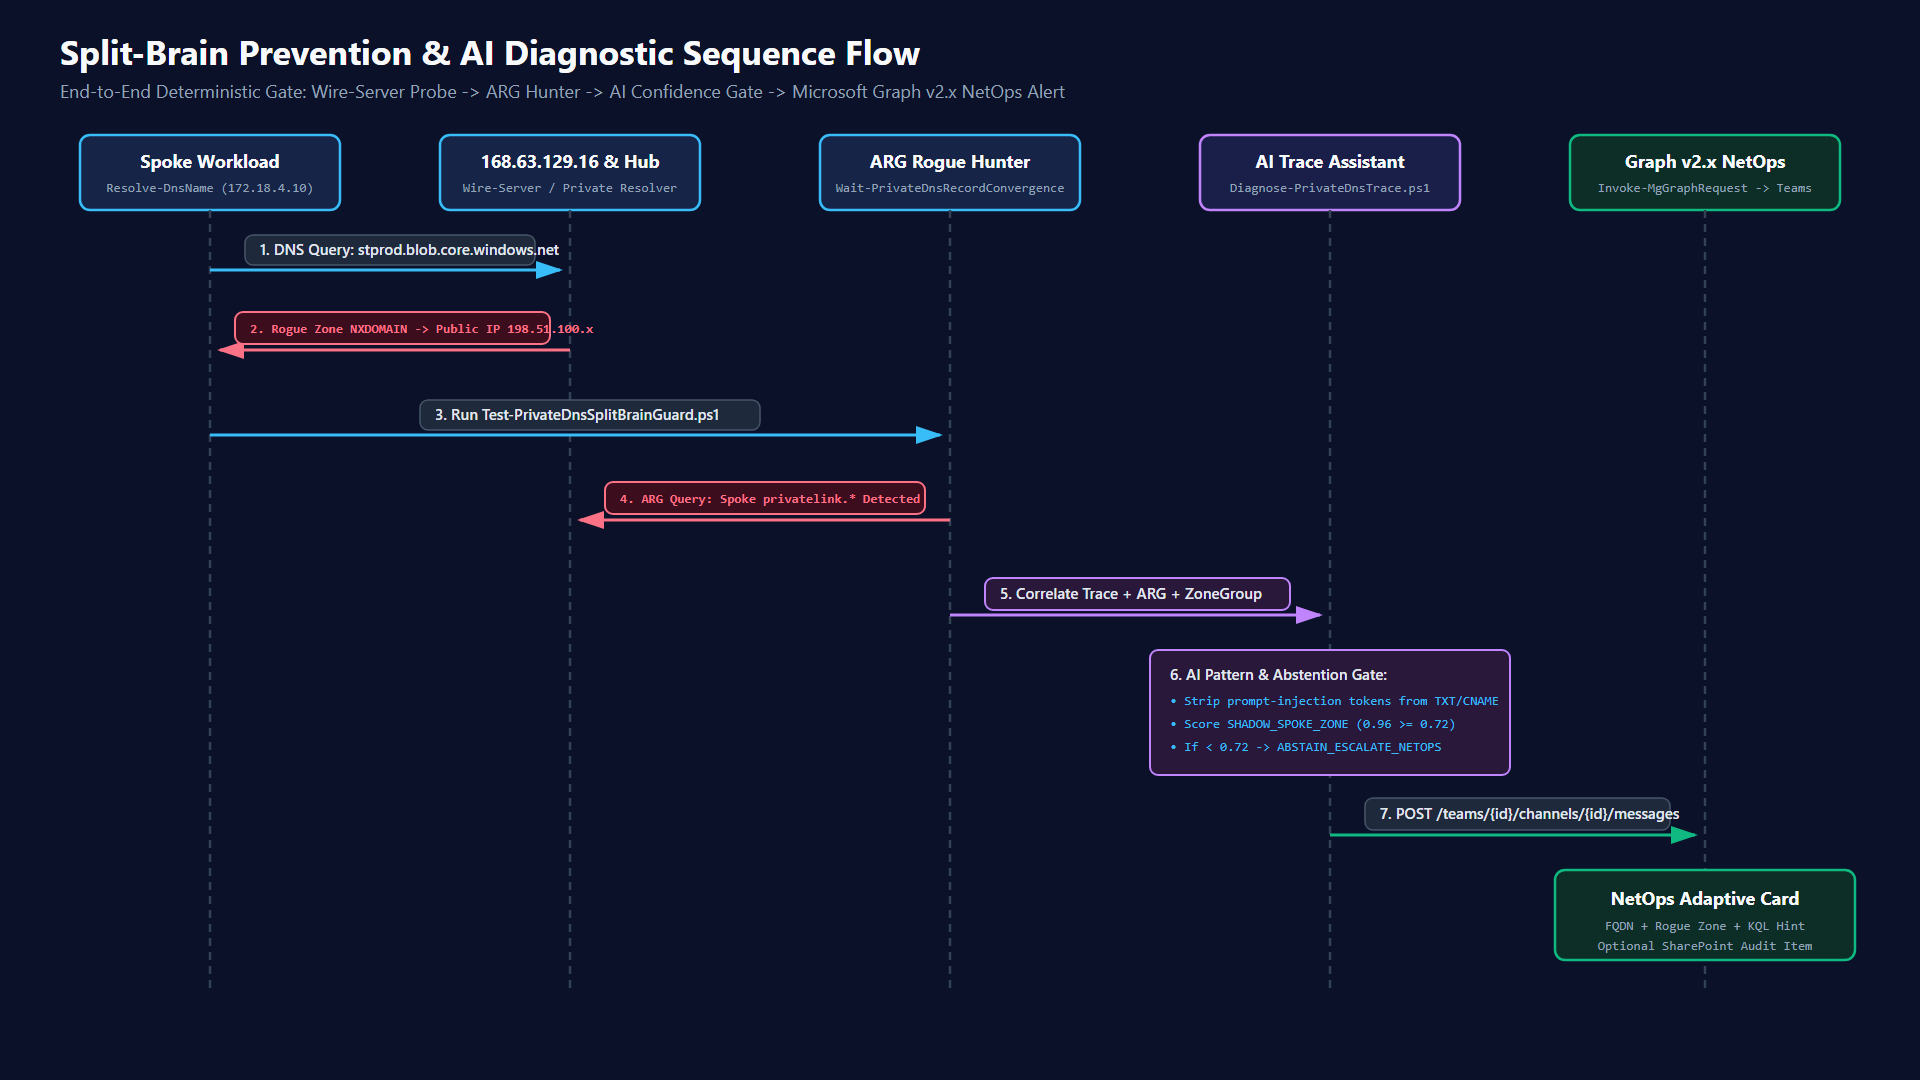 Split-Brain Prevention & AI Diagnostic Sequence Flow
End-to-End Deterministic Gate: Wire-Server Probe -> ARG Hunter -> AI Confidence Gate -> Microsoft Graph v2.x NetOps Alert
Spoke Workload
Resolve-DnsName (172.18.4.10)
168.63.129.16 & Hub
Wire-Server / Private Resolver
ARG Rogue Hunter
Wait-PrivateDnsRecordConvergence
AI Trace Assistant
Diagnose-PrivateDnsTrace.ps1
Graph v2.x NetOps
Invoke-MgGraphRequest -> Teams
1. DNS Query: stprod.blob.core.windows.net
2. Rogue Zone NXDOMAIN -> Public IP 198.51.100.x
3. Run Test-PrivateDnsSplitBrainGuard.ps1
4. ARG Query: Spoke privatelink.* Detected
5. Correlate Trace + ARG + ZoneGroup
6. AI Pattern & Abstention Gate:
• Strip prompt-injection tokens from TXT/CNAME
• Score SHADOW_SPOKE_ZONE (0.96 >= 0.72)
• If < 0.72 -> ABSTAIN_ESCALATE_NETOPS
7. POST /teams/{id}/channels/{id}/messages
NetOps Adaptive Card
FQDN + Rogue Zone + KQL Hint
Optional SharePoint Audit Item